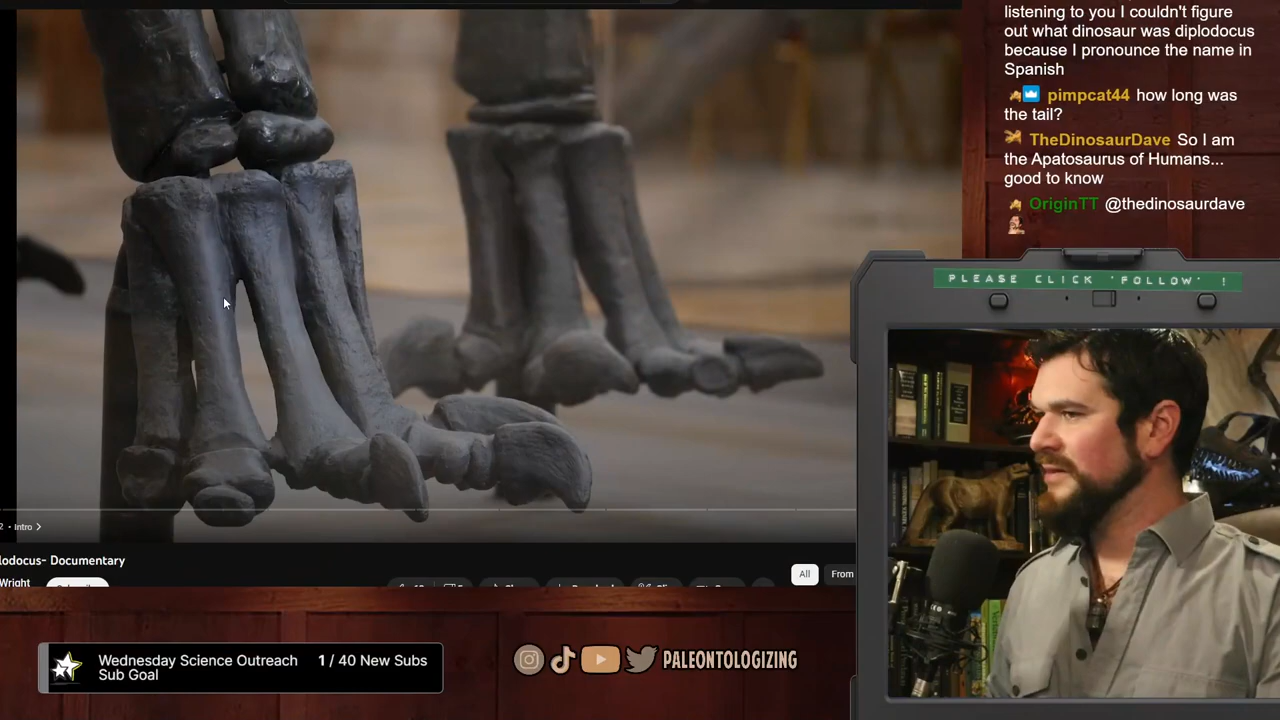 listening to you I couldn't figure
out what dinosaur was diplodocus
because I pronounce the name in
Spanish
pimpcat44 how long was
the tail?
TheDinosaurDave So I am
the Apatosaurus of Humans...
good to know
OriginTT @thedinosaurdave
PLEASE CLICK 'FOLLOW' !
2 • Intro >
lodocus- Documentary
Wright
All
From
Wednesday Science Outreach
Sub Goal
1 / 40 New Subs
PALEONTOLOGIZING